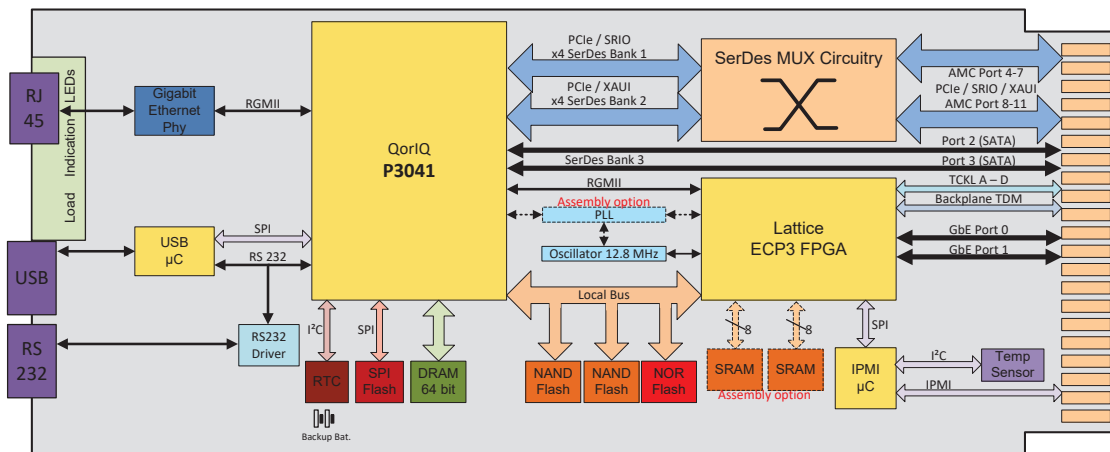 RJ
45
Load Indication LEDs
Gigabit
Ethernet
Phy
RGMII
USB
USB
µC
SPI
RS 232
RS
232
RS232
Driver
QorIQ
P3041
I²C
SPI
RTC
SPI
Flash
DRAM
64 bit
Backup Bat.
PCIe / SRIO
x4 SerDes Bank 1
PCIe / XAUI
x4 SerDes Bank 2
SerDes MUX Circuitry
AMC Port 4-7
PCIe / SRIO / XAUI
AMC Port 8-11
Port 2 (SATA)
SerDes Bank 3
Port 3 (SATA)
RGMII
Assembly option
PLL
Oscillator 12.8 MHz
Lattice
ECP3 FPGA
TCKL A – D
Backplane TDM
GbE Port 0
GbE Port 1
Local Bus
NAND
Flash
NAND
Flash
NOR
Flash
8
8
SRAM
SRAM
Assembly option
SPI
IPMI
µC
I²C
Temp
Sensor
IPMI